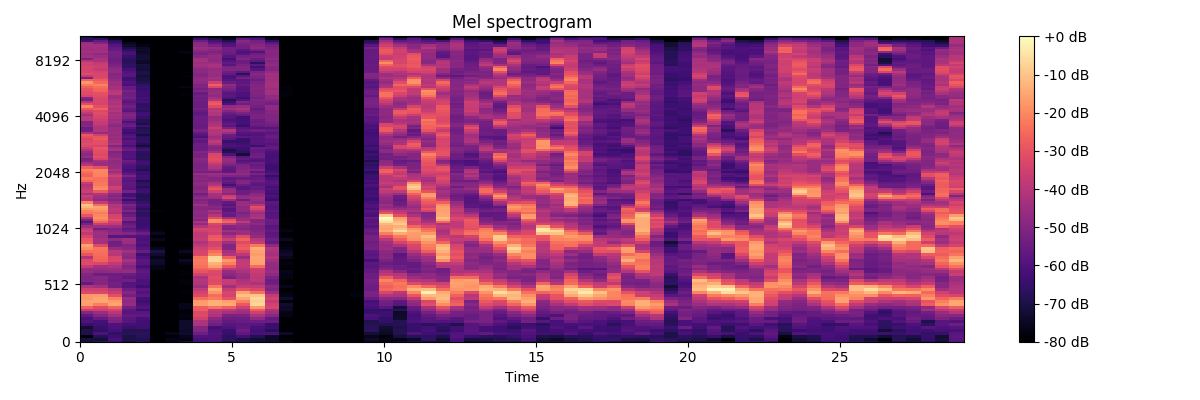 Mel spectrogram
Hz
8192
4096
2048
1024
512
0
0 5 10 15 20 25
Time
+0 dB
-10 dB
-20 dB
-30 dB
-40 dB
-50 dB
-60 dB
-70 dB
-80 dB